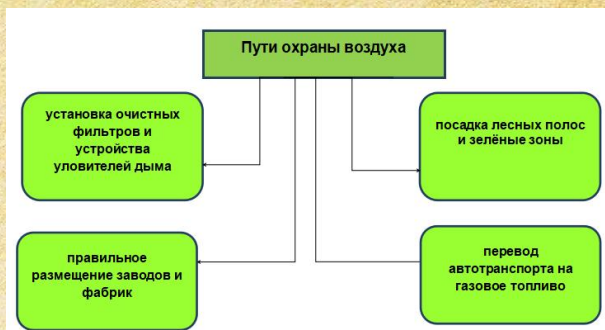 Пути охраны воздуха
установка очистных
фильтров и
устройства
уловителей дыма
посадка лесных полос
и зелёные зоны
правильное
размещение заводов и
фабрик
перевод
автотранспорта на
газовое топливо